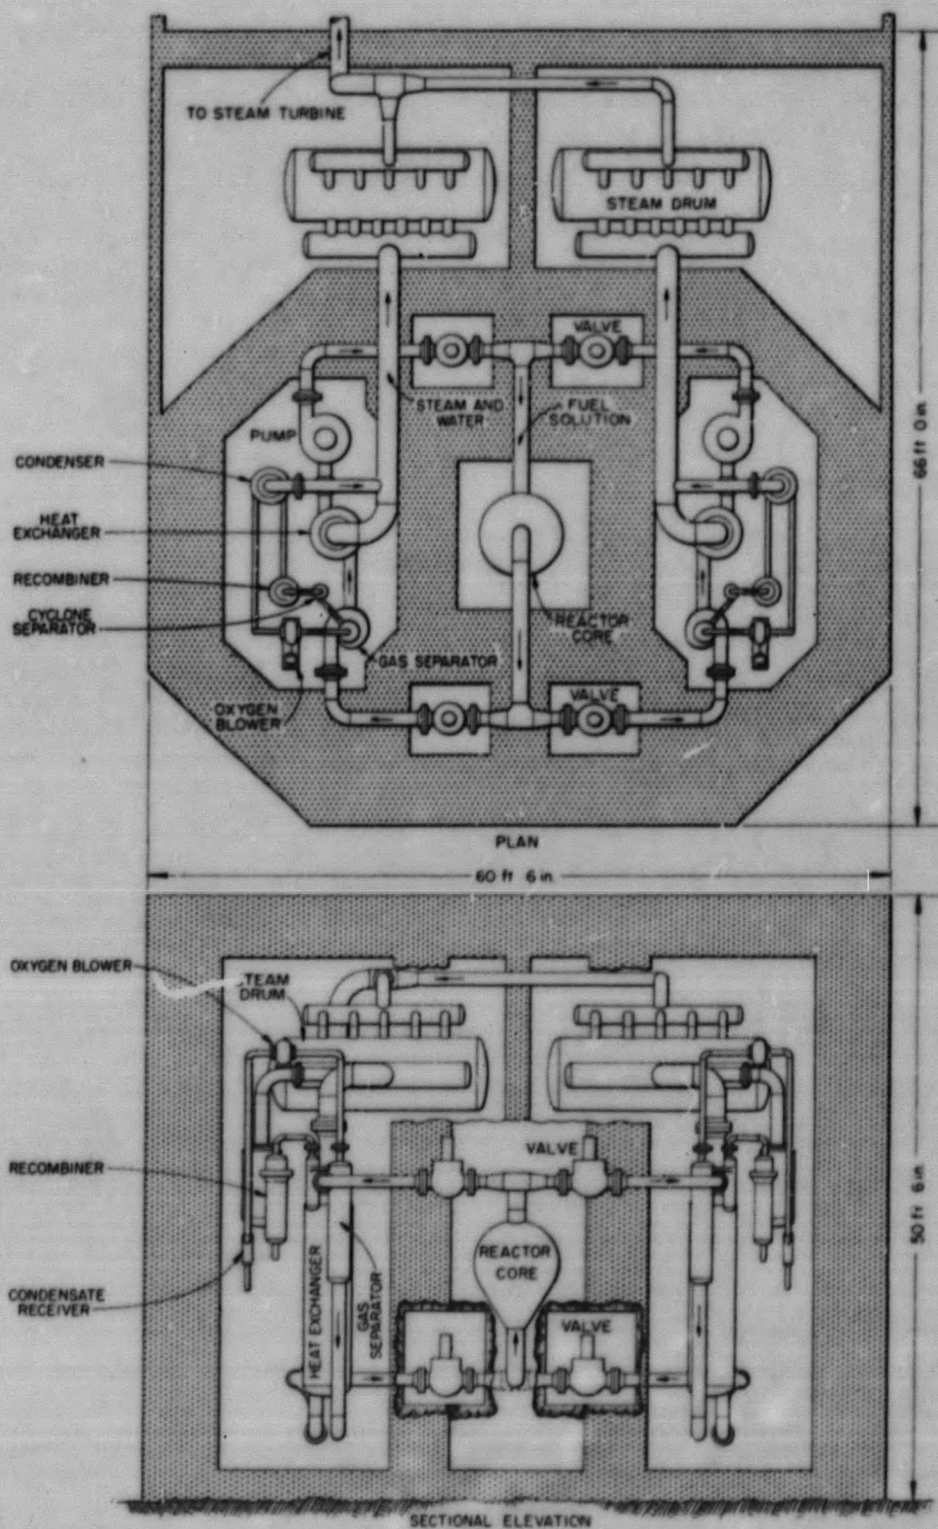 TO STEAM TURBINE
STEAM DRUM
VALVE
STEAM AND
WATER
FUEL
SOLUTION
PUMP
CONDENSER
HEAT
EXCHANGER
RECOMBINER
CYCLONE
SEPARATOR
REACTOR
CORE
GAS SEPARATOR
OXYGEN
BLOWER
VALVE
66 ft 0 in.
PLAN
60 ft 6 in.
OXYGEN BLOWER
TEAM
DRUM
RECOMBINER
VALVE
REACTOR
CORE
CONDENSATE
RECEIVER
HEAT EXCHANGER
GAS
SEPARATOR
VALVE
50 ft 6 in.
SECTIONAL ELEVATION